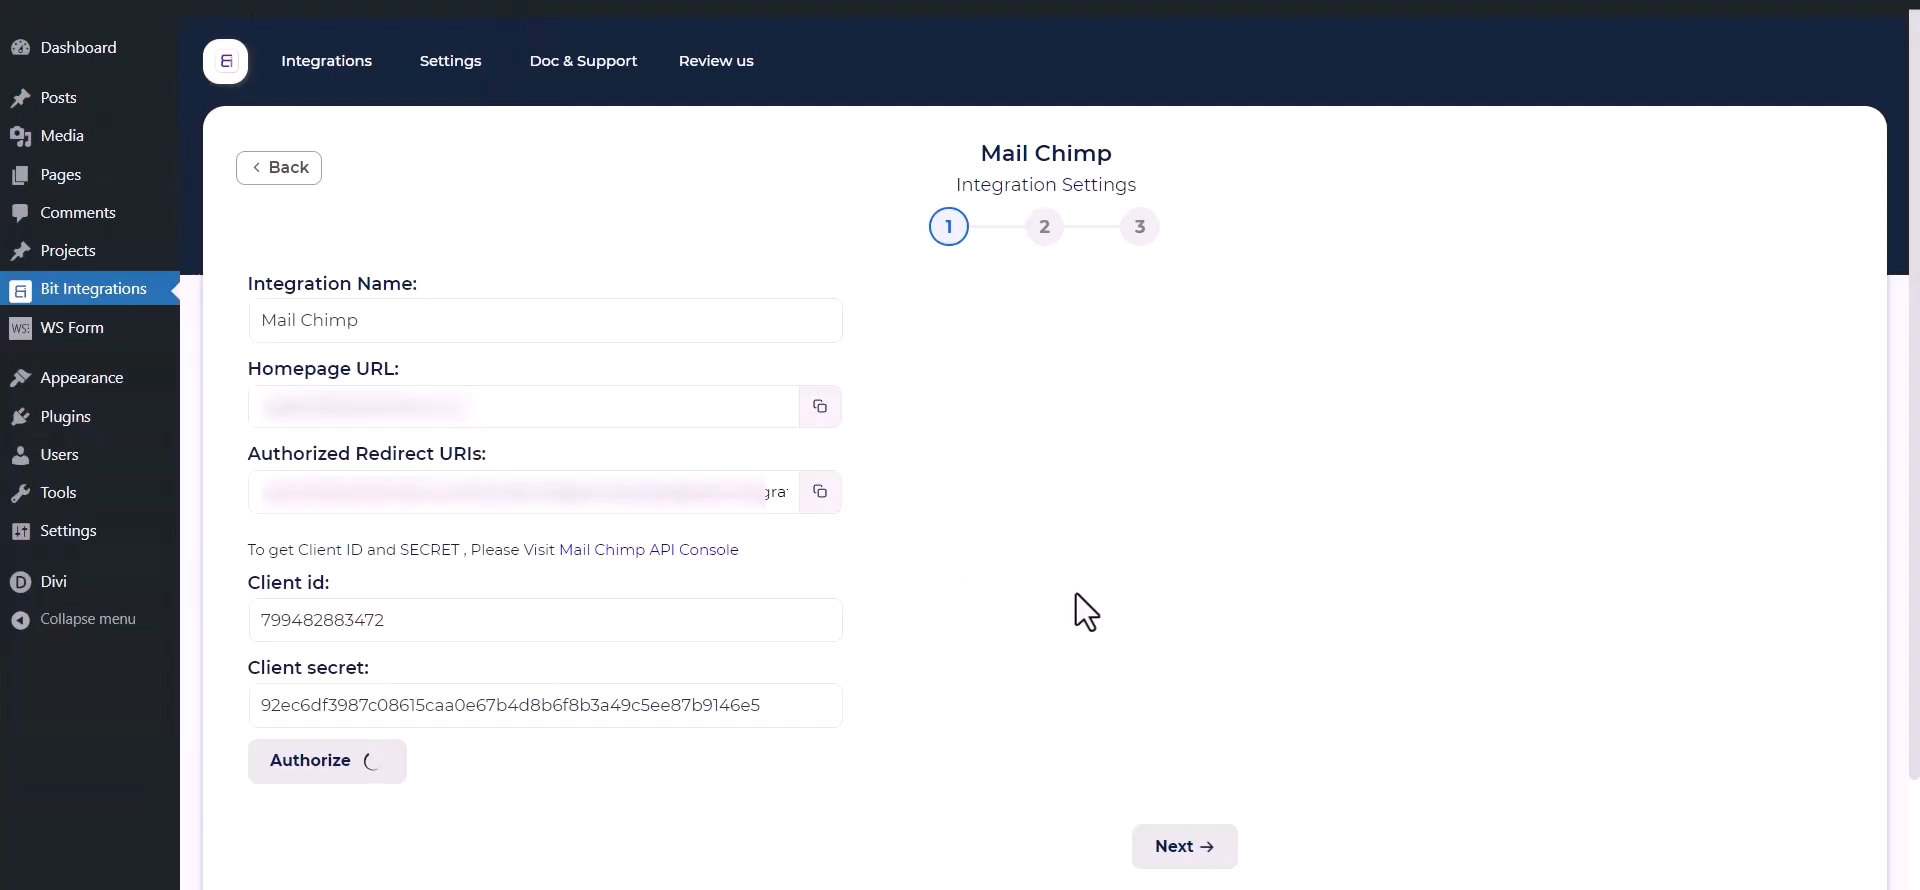 Dashboard
Posts
Media
Pages
Comments
Projects
Bit Integrations
WS Form
Appearance
Plugins
Users
Tools
Settings
Divi
Collapse menu
Integrations
Settings
Doc & Support
Review us
Back
Mail Chimp
Integration Settings
1 2 3
Integration Name:
Mail Chimp
Homepage URL:
Authorized Redirect URIs:
To get Client ID and SECRET , Please Visit Mail Chimp API Console
Client id:
799482883472
Client secret:
92ec6df3987c08615caa0e67b4d8b6f8b3a49c5ee87b9146e5
Authorize
Next →